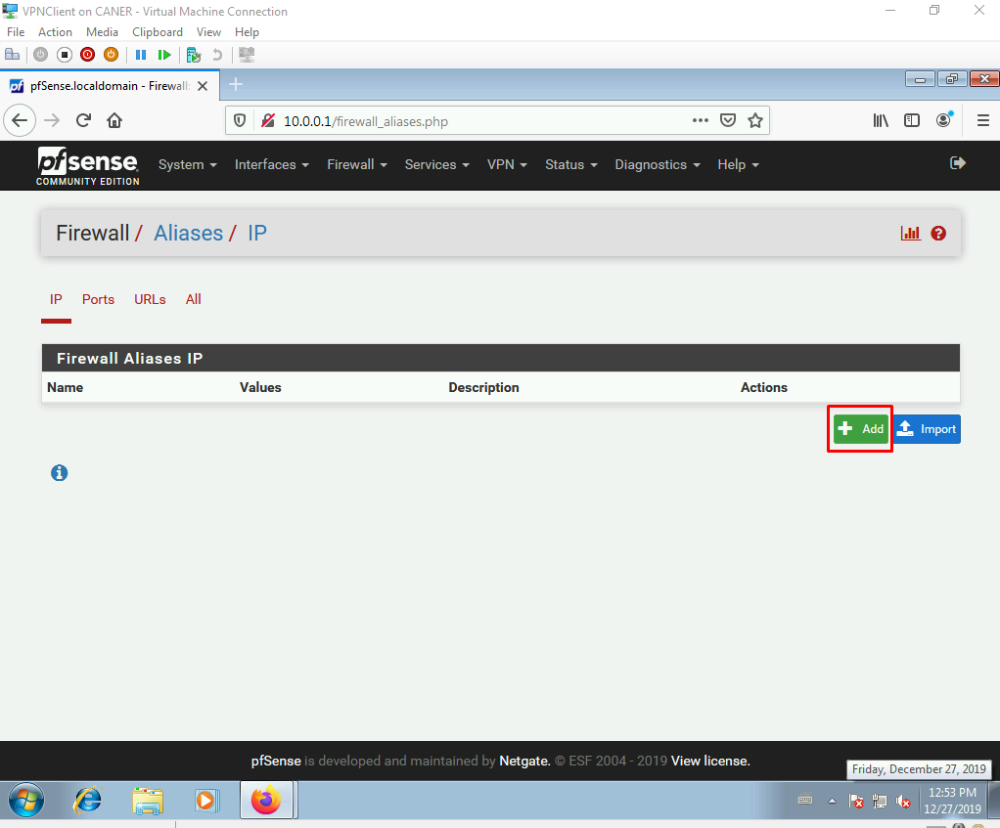 VPNClient on CANER - Virtual Machine Connection
File Action Media Clipboard View Help
pf pfSense.localdomain - Firewall:
10.0.0.1/firewall_aliases.php
pfsense
COMMUNITY EDITION
System Interfaces Firewall Services VPN Status Diagnostics Help
Firewall / Aliases / IP
IP Ports URLs All
Firewall Aliases IP
Name Values Description Actions
Add Import
pfSense is developed and maintained by Netgate. © ESF 2004 - 2019 View license.
Friday, December 27, 2019
12:53 PM
12/27/2019